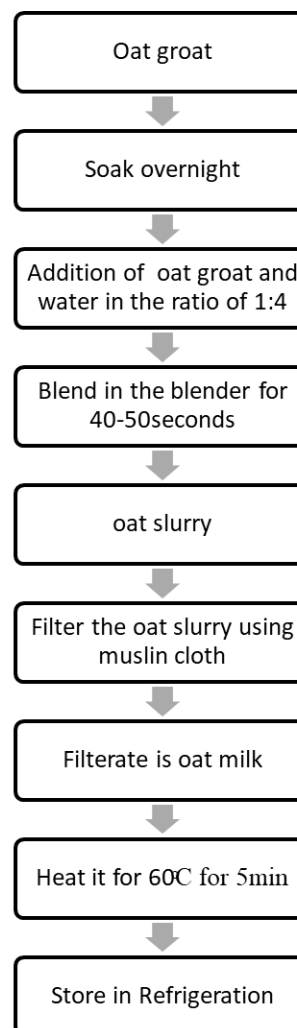 Oat groat
Soak overnight
Addition of oat groat and
water in the ratio of 1:4
Blend in the blender for
40-50seconds
oat slurry
Filter the oat slurry using
muslin cloth
Filterate is oat milk
Heat it for 60°C for 5min
Store in Refrigeration